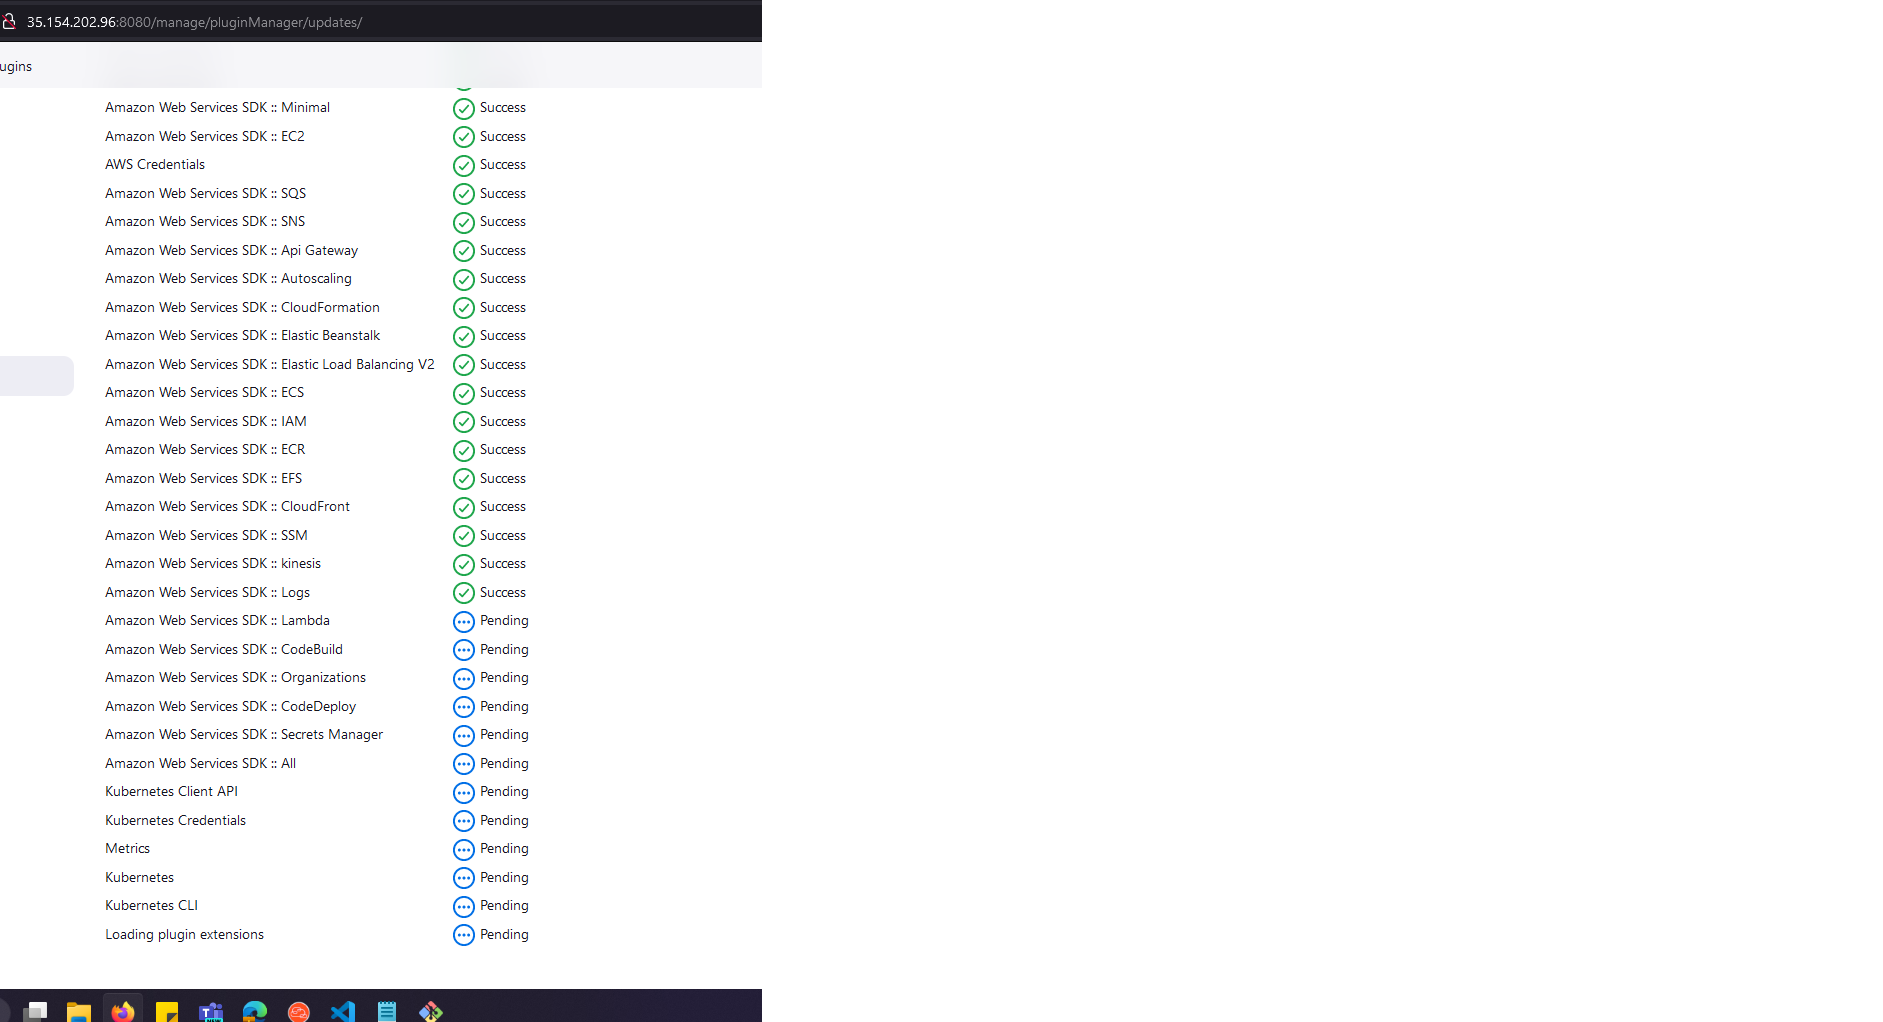 35.154.202.96:8080/manage/pluginManager/updates/
ugins
Amazon Web Services SDK :: Minimal Success
Amazon Web Services SDK :: EC2 Success
AWS Credentials Success
Amazon Web Services SDK :: SQS Success
Amazon Web Services SDK :: SNS Success
Amazon Web Services SDK :: Api Gateway Success
Amazon Web Services SDK :: Autoscaling Success
Amazon Web Services SDK :: CloudFormation Success
Amazon Web Services SDK :: Elastic Beanstalk Success
Amazon Web Services SDK :: Elastic Load Balancing V2 Success
Amazon Web Services SDK :: ECS Success
Amazon Web Services SDK :: IAM Success
Amazon Web Services SDK :: ECR Success
Amazon Web Services SDK :: EFS Success
Amazon Web Services SDK :: CloudFront Success
Amazon Web Services SDK :: SSM Success
Amazon Web Services SDK :: kinesis Success
Amazon Web Services SDK :: Logs Success
Amazon Web Services SDK :: Lambda Pending
Amazon Web Services SDK :: CodeBuild Pending
Amazon Web Services SDK :: Organizations Pending
Amazon Web Services SDK :: CodeDeploy Pending
Amazon Web Services SDK :: Secrets Manager Pending
Amazon Web Services SDK :: All Pending
Kubernetes Client API Pending
Kubernetes Credentials Pending
Metrics Pending
Kubernetes Pending
Kubernetes CLI Pending
Loading plugin extensions Pending